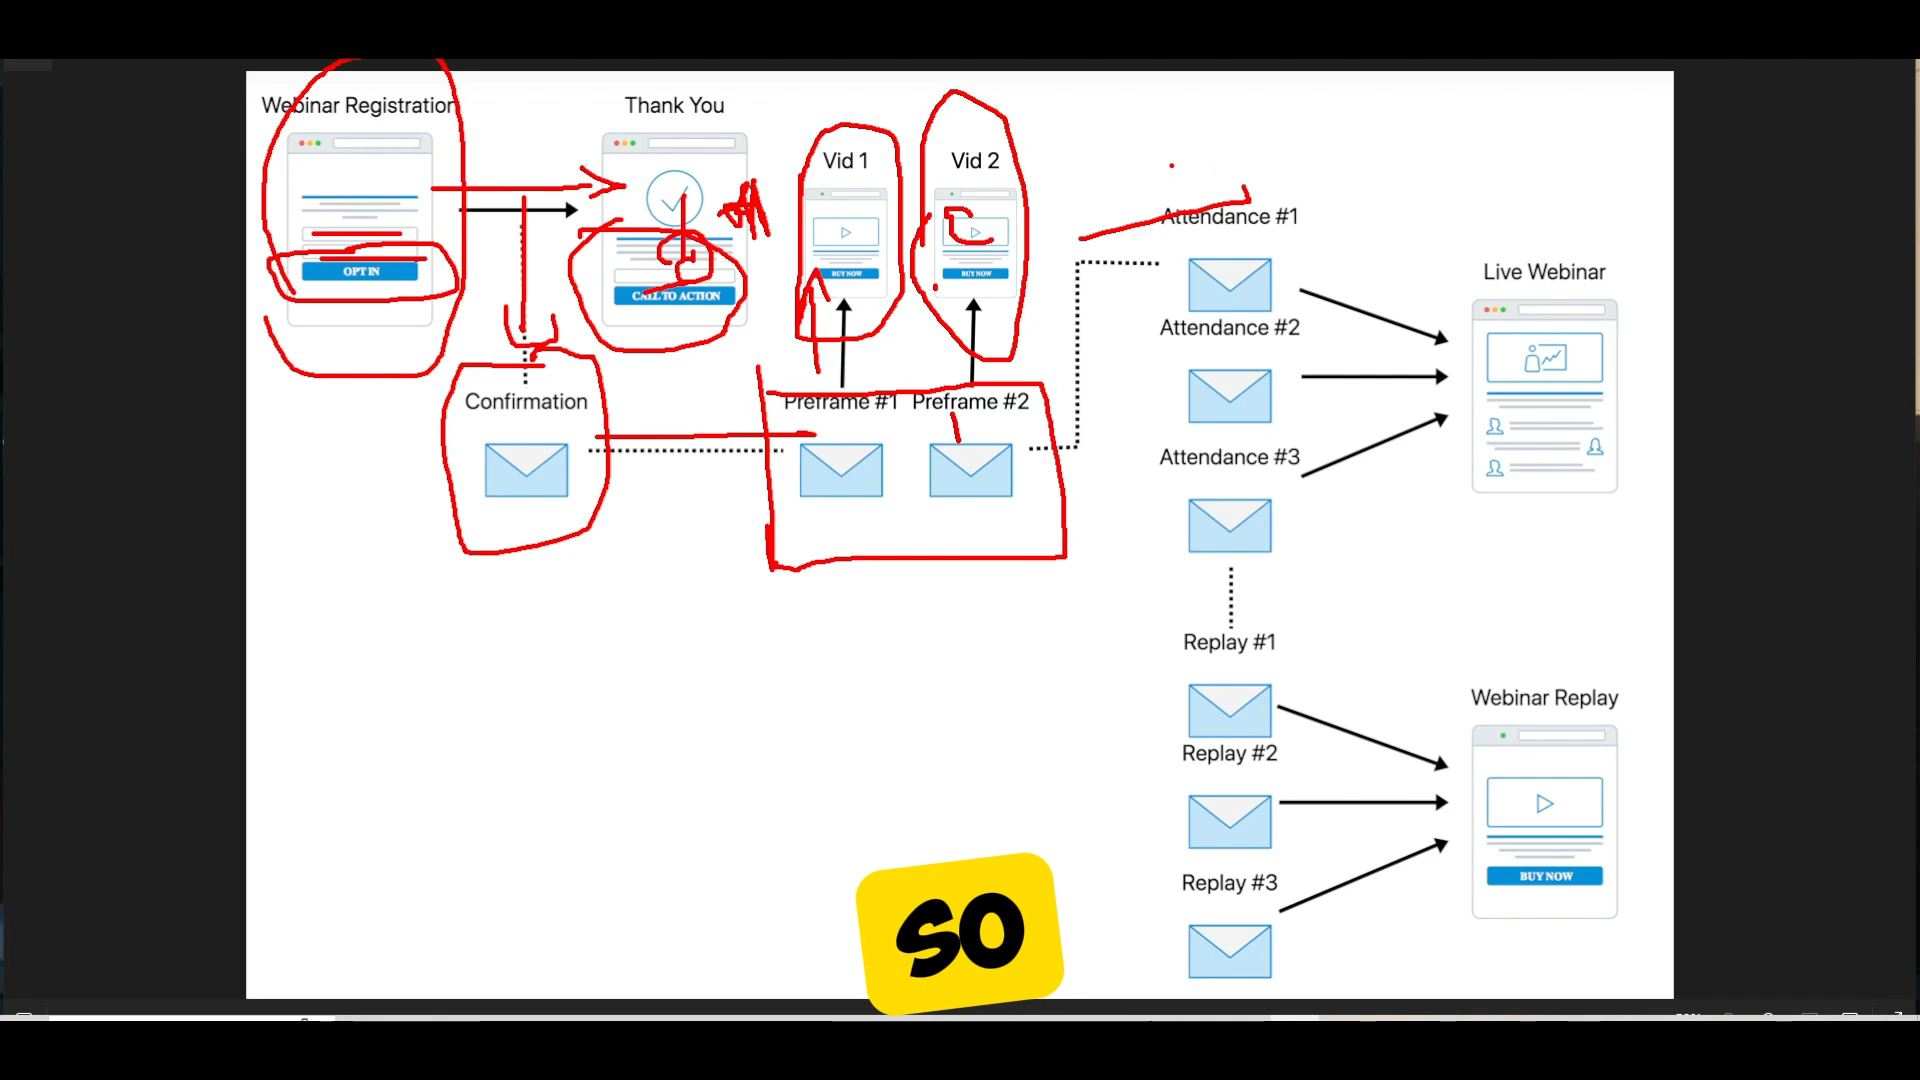 Webinar Registration
OPT IN
Thank You
CALL TO ACTION
Vid 1
BUY NOW
Vid 2
BUY NOW
Confirmation
Preframe #1
Preframe #2
Attendance #1
Attendance #2
Attendance #3
Live Webinar
Replay #1
Replay #2
Replay #3
Webinar Replay
BUY NOW
SO